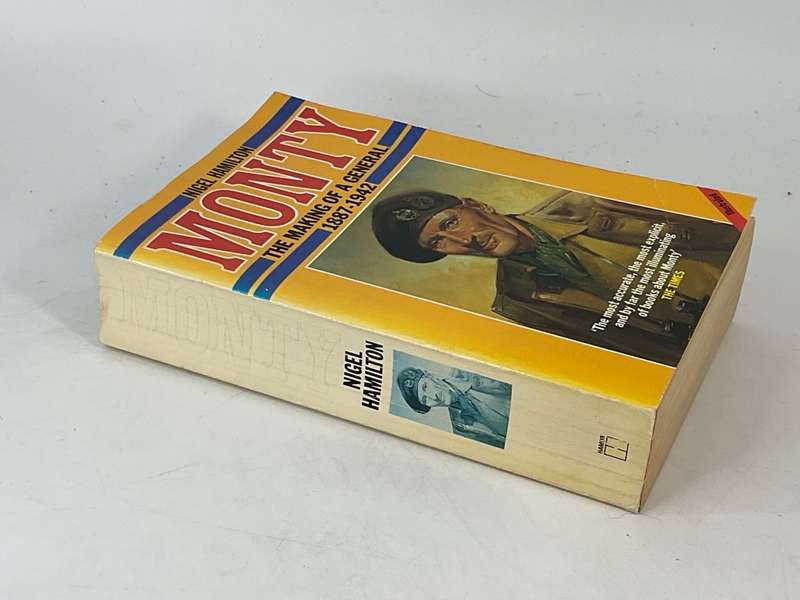 NIGEL HAMILTON
MONTY
THE MAKING OF A GENERAL
1887-1942
'The most accurate, the most explicit,
and by far the most illuminating
of books about Monty'
THE TIMES
MONTY
NIGEL
HAMILTON
HAMLYN